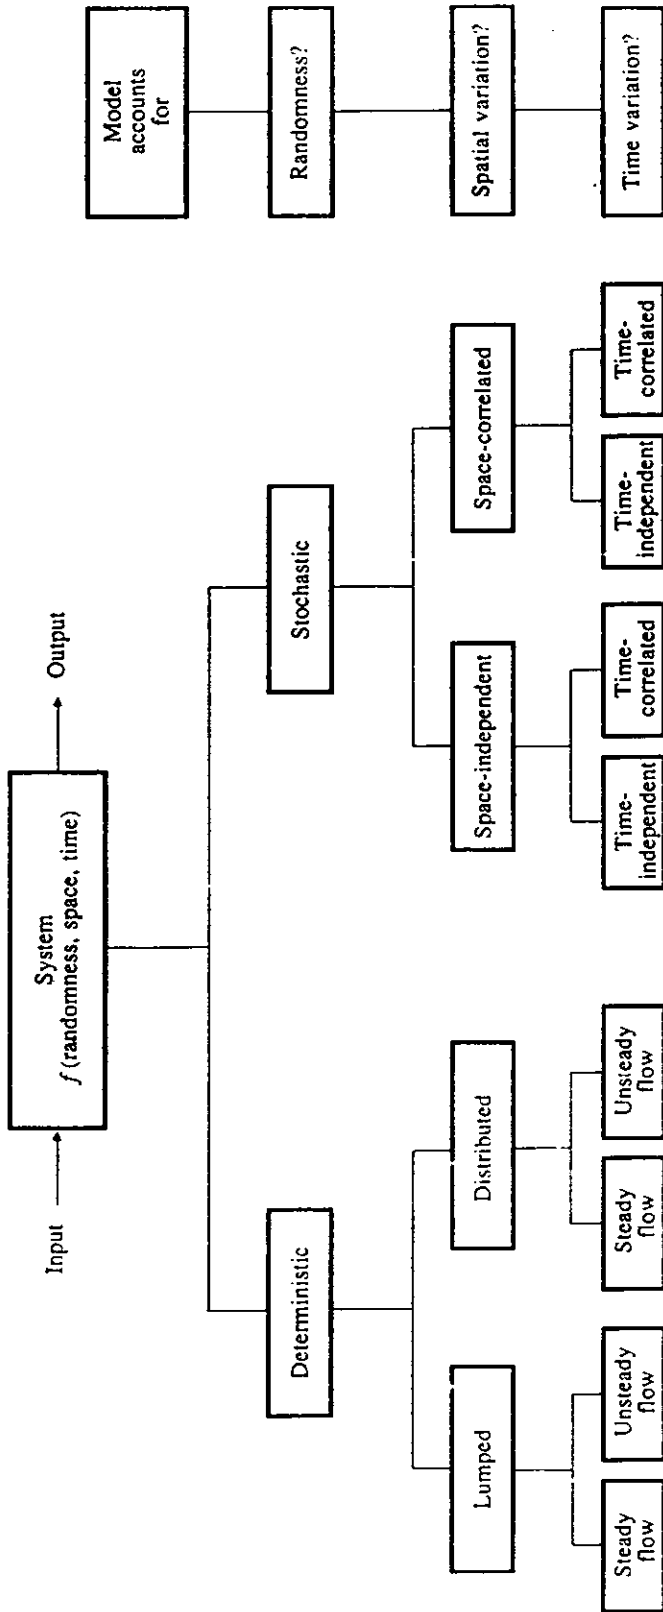 Input
System
f (randomness, space, time)
Output
Model
accounts
for
Deterministic
Stochastic
Randomness?
Lumped
Distributed
Space-independent
Space-correlated
Spatial variation?
Steady
flow
Unsteady
flow
Steady
flow
Unsteady
flow
Time-
independent
Time-
correlated
Time-
independent
Time-
correlated
Time variation?